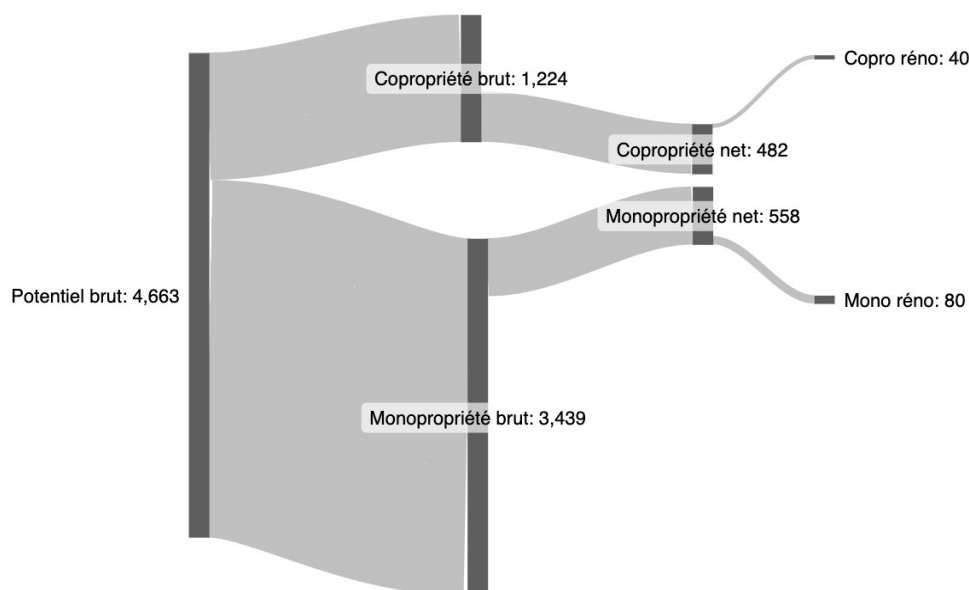 Potentiel brut: 4,663
Copropriété brut: 1,224
Monopropriété brut: 3,439
Copropriété net: 482
Monopropriété net: 558
Copro réno: 40
Mono réno: 80